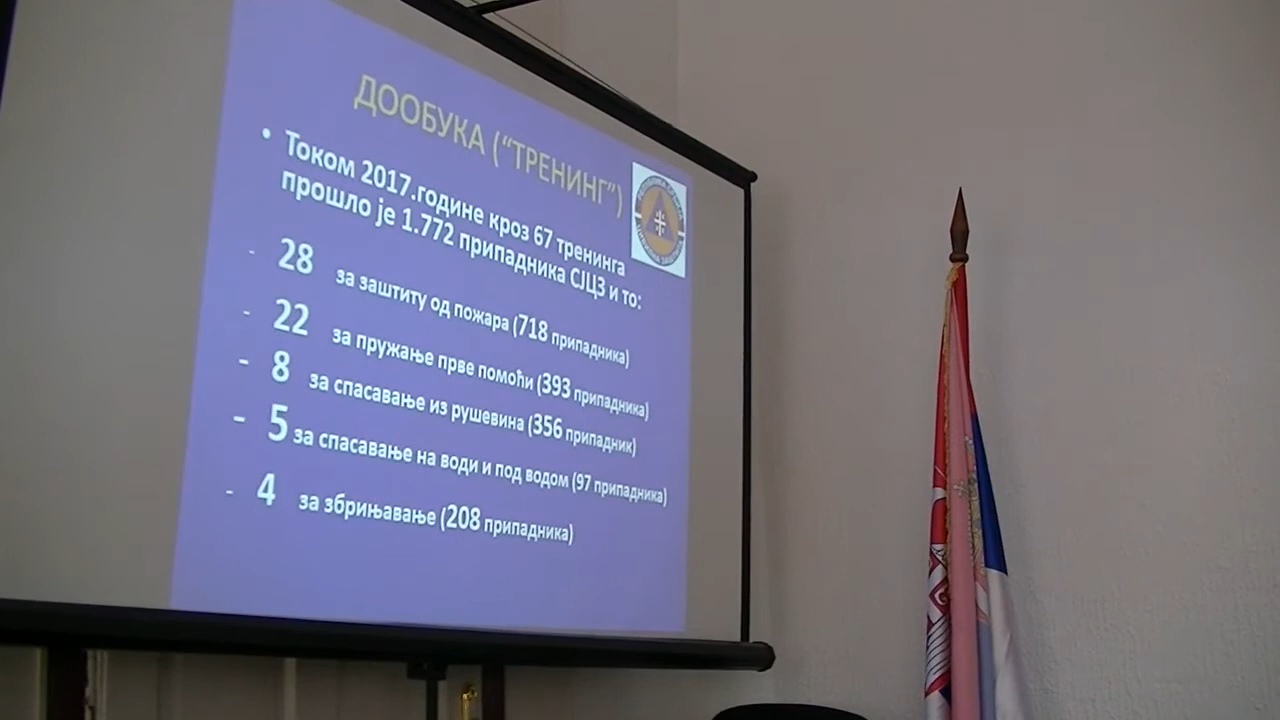 ДООБУКА (“ТРЕНИНГ”)
• Током 2017.године кроз 67 тренинга
прошло је 1.772 припадника СЈЦЗ и то:
- 28 за заштиту од пожара (718 припадника)
- 22 за пружање прве помоћи (393 припадника)
- 8 за спасавање из рушевина (356 припадник)
- 5 за спасавање на води и под водом (97 припадника)
- 4 за збрињавање (208 припадника)